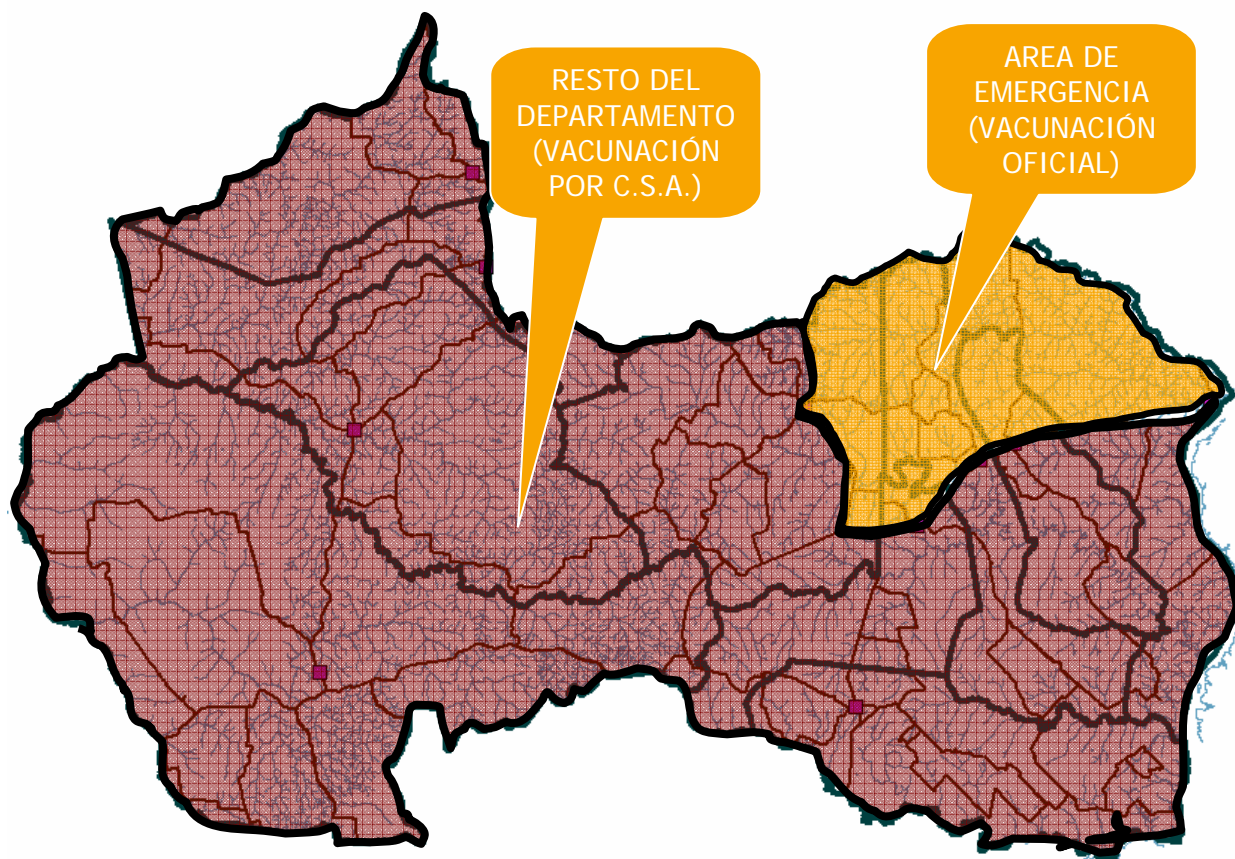 RESTO DEL
DEPARTAMENTO
(VACUNACIÓN
POR C.S.A.)
AREA DE
EMERGENCIA
(VACUNACIÓN
OFICIAL)